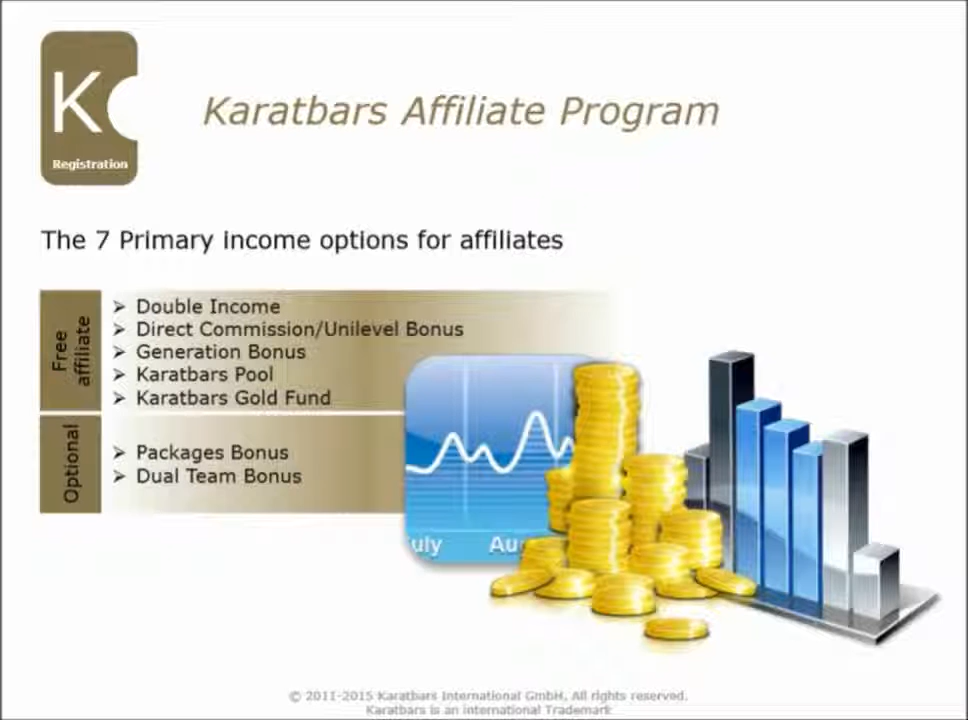 K
Registration
Karatbars Affiliate Program
The 7 Primary income options for affiliates
Free
affiliate
Double Income
Direct Commission/Unilevel Bonus
Generation Bonus
Karatbars Pool
Karatbars Gold Fund
Optional
Packages Bonus
Dual Team Bonus
uly Au
© 2011-2015 Karatbars International GmbH, All rights reserved.
Karatbars is an international Trademark